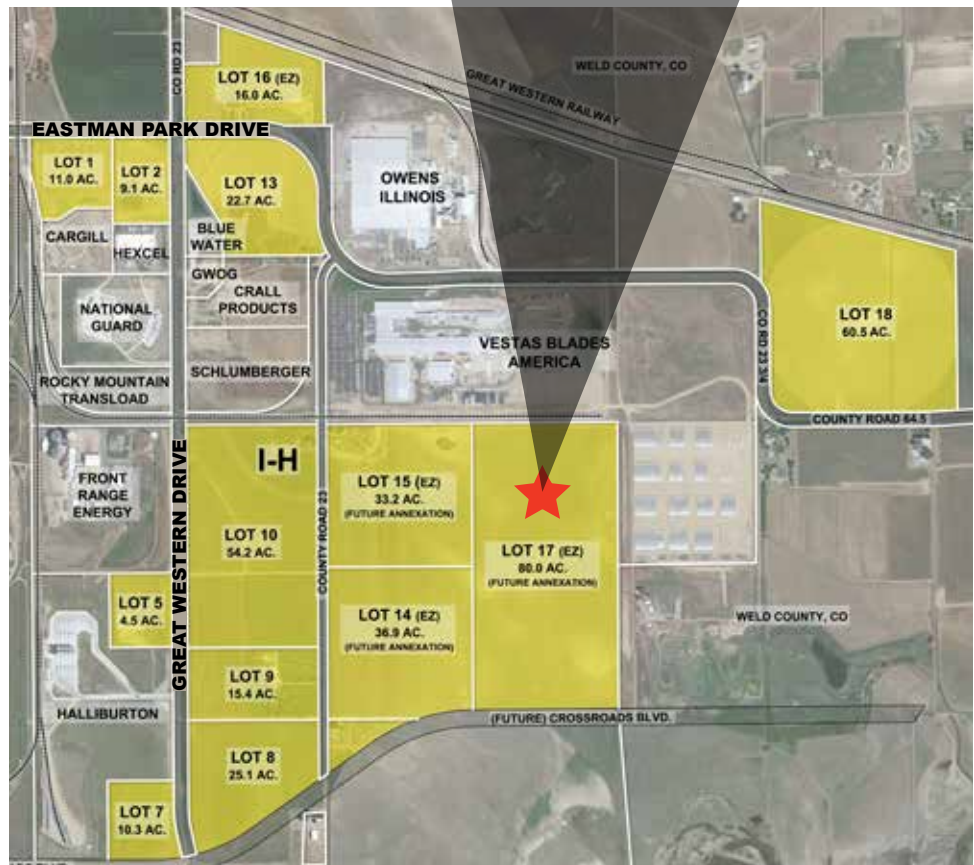 CO RD 23
LOT 16 (EZ)
16.0 AC.
WELD COUNTY, CO
GREAT WESTERN RAILWAY
EASTMAN PARK DRIVE
LOT 1
11.0 AC.
LOT 2
9.1 AC.
LOT 13
22.7 AC.
OWENS
ILLINOIS
CARGILL
HEXCEL
BLUE
WATER
GWOG
CRALL
PRODUCTS
NATIONAL
GUARD
SCHLUMBERGER
VESTAS BLADES
AMERICA
CO RD 23 3/4
LOT 18
60.5 AC.
ROCKY MOUNTAIN
TRANSLOAD
COUNTY ROAD 64.5
FRONT
RANGE
ENERGY
GREAT WESTERN DRIVE
I-H
LOT 10
54.2 AC.
COUNTY ROAD 23
LOT 15 (EZ)
33.2 AC.
(FUTURE ANNEXATION)
LOT 17 (EZ)
80.0 AC.
(FUTURE ANNEXATION)
LOT 5
4.5 AC.
LOT 14 (EZ)
36.9 AC.
(FUTURE ANNEXATION)
WELD COUNTY, CO
LOT 9
15.4 AC.
HALLIBURTON
(FUTURE) CROSSROADS BLVD.
LOT 8
25.1 AC.
LOT 7
10.3 AC.